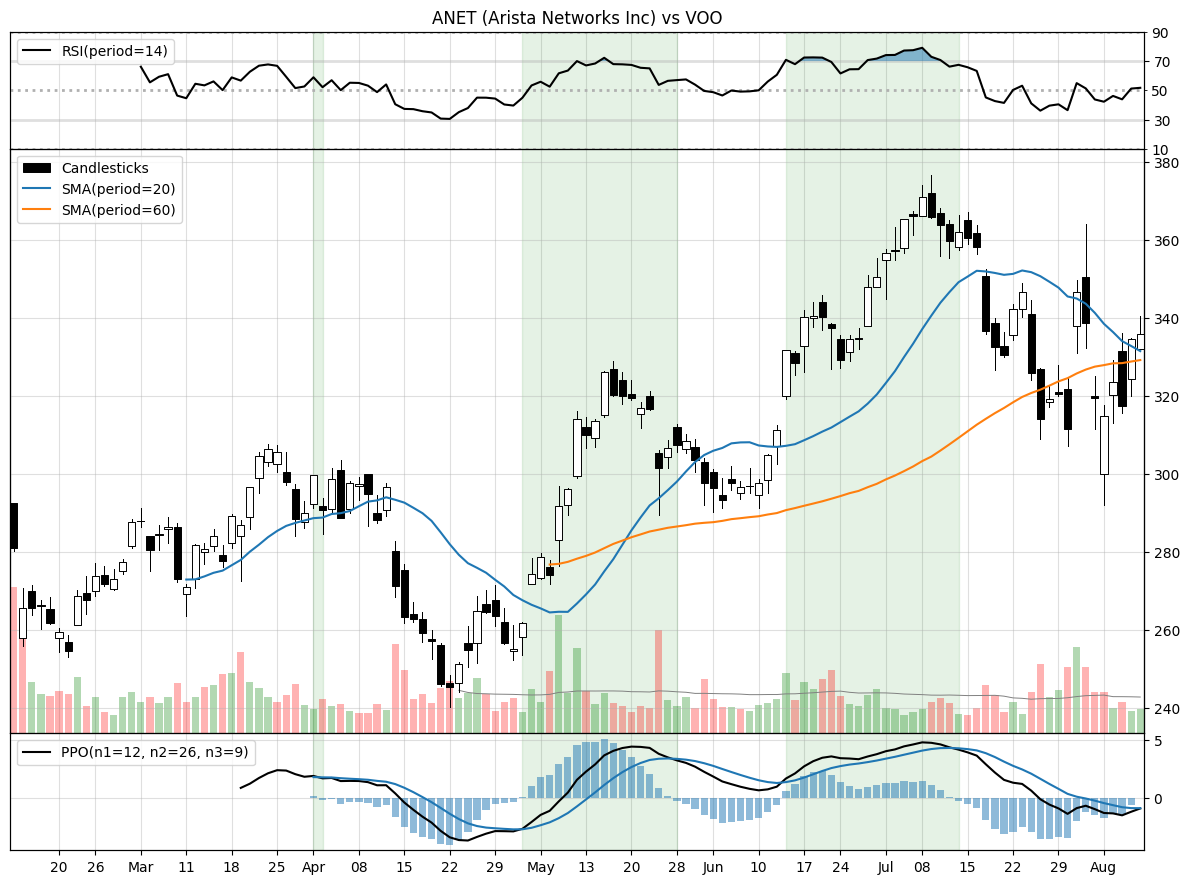 ANET (Arista Networks Inc) vs VOO
RSI(period=14)
90
70
50
30
10
Candlesticks
SMA(period=20)
SMA(period=60)
380
360
340
320
300
280
260
240
PPO(n1=12, n2=26, n3=9)
5
0
20 26 Mar 11 18 25 Apr 08 15 22 29 May 13 20 28 Jun 10 17 24 Jul 08 15 22 29 Aug